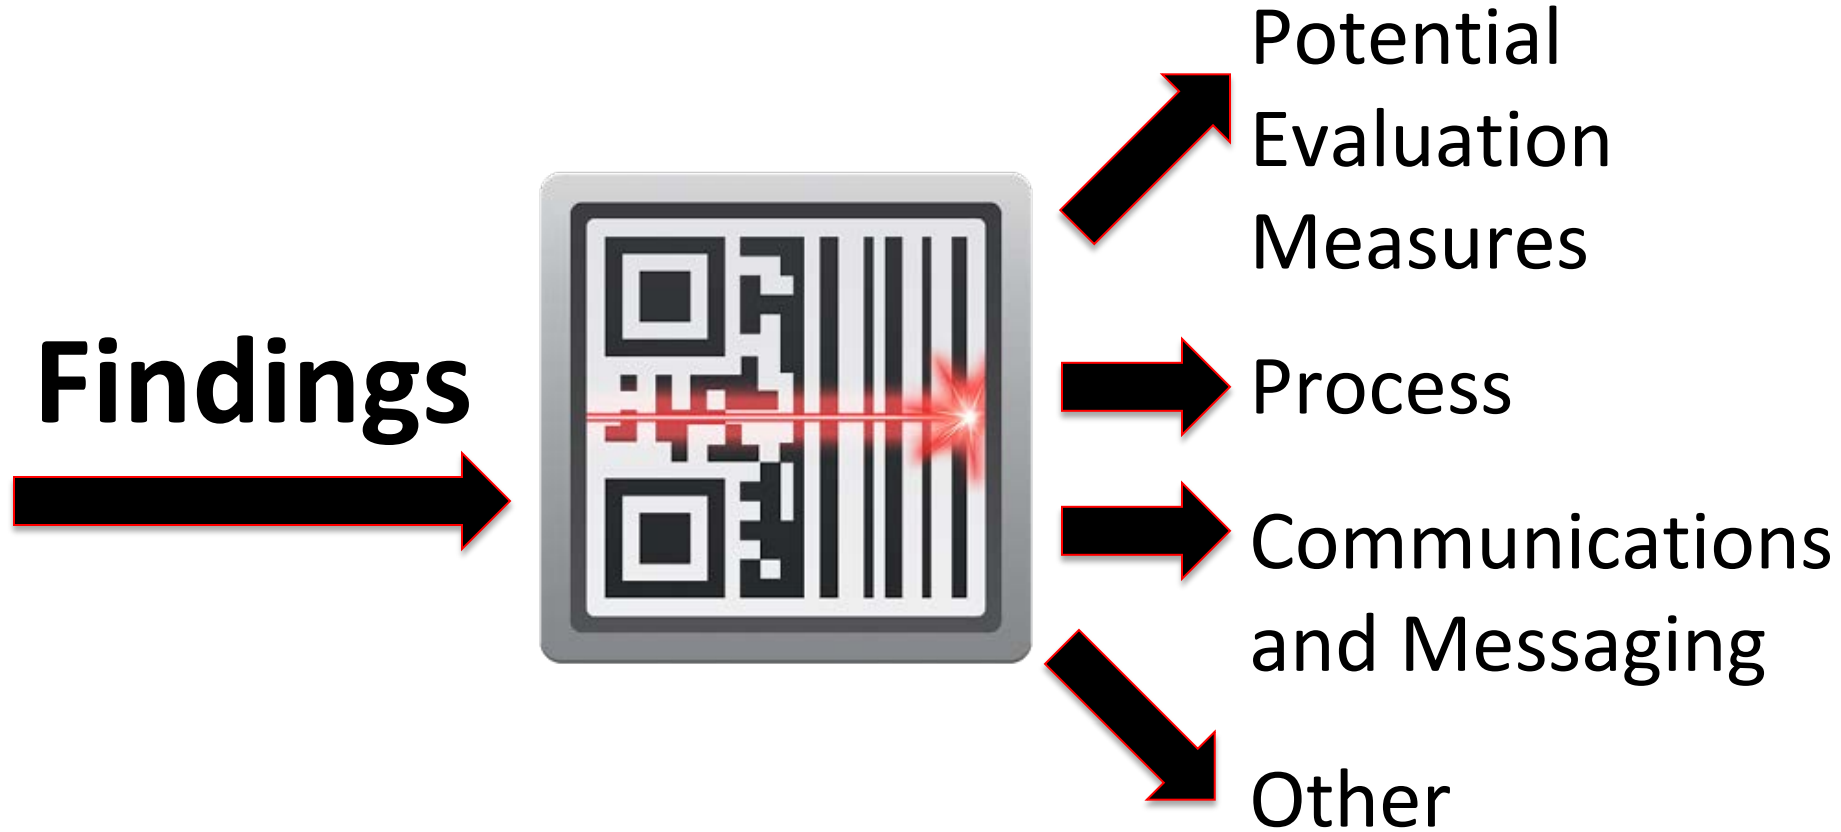 Findings
Potential
Evaluation
Measures
Process
Communications
and Messaging
Other